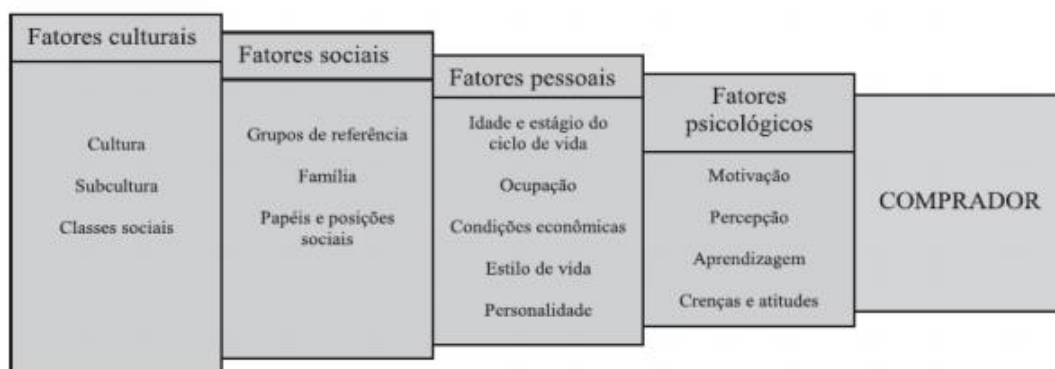 Fatores culturais
Cultura
Subcultura
Classes sociais
Fatores sociais
Grupos de referência
Família
Papéis e posições
sociais
Fatores pessoais
Idade e estágio do
ciclo de vida
Ocupação
Condições econômicas
Estilo de vida
Personalidade
Fatores
psicológicos
Motivação
Percepção
Aprendizagem
Crenças e atitudes
COMPRADOR